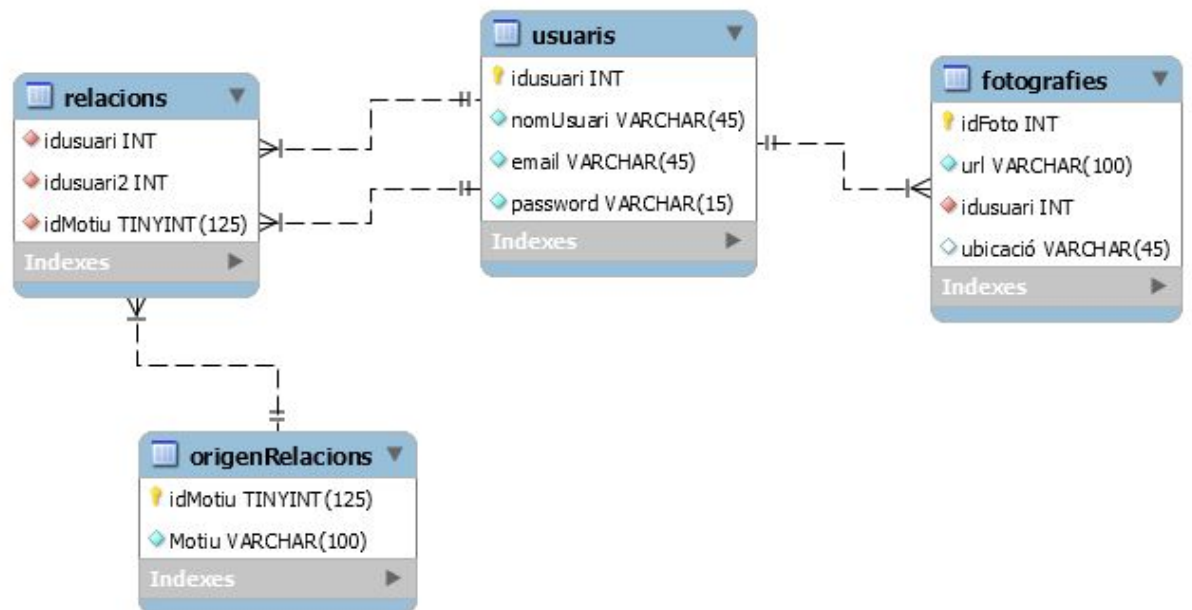 usuaris
idusuari INT
nomUsuari VARCHAR(45)
email VARCHAR(45)
password VARCHAR(15)
Indexes
relacions
idusuari INT
idusuari2 INT
idMotiu TINYINT(125)
Indexes
fotografies
idFoto INT
url VARCHAR(100)
idusuari INT
ubicació VARCHAR(45)
Indexes
origenRelacions
idMotiu TINYINT(125)
Motiu VARCHAR(100)
Indexes